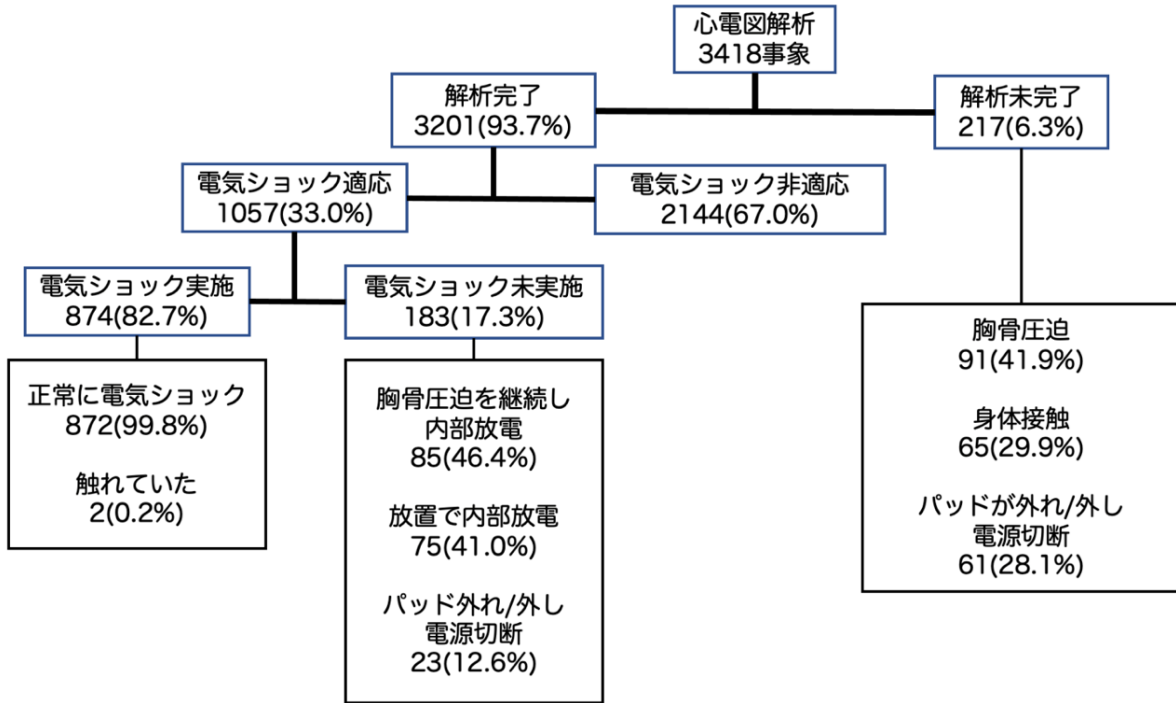 心電図解析
3418事象
解析完了
3201(93.7%)
解析未完了
217(6.3%)
電気ショック適応
1057(33.0%)
電気ショック非適応
2144(67.0%)
電気ショック実施
874(82.7%)
電気ショック未実施
183(17.3%)
正常に電気ショック
872(99.8%)
触れていた
2(0.2%)
胸骨圧迫を継続し
内部放電
85(46.4%)
放置で内部放電
75(41.0%)
パッド外れ/外し
電源切断
23(12.6%)
胸骨圧迫
91(41.9%)
身体接触
65(29.9%)
パッドが外れ/外し
電源切断
61(28.1%)